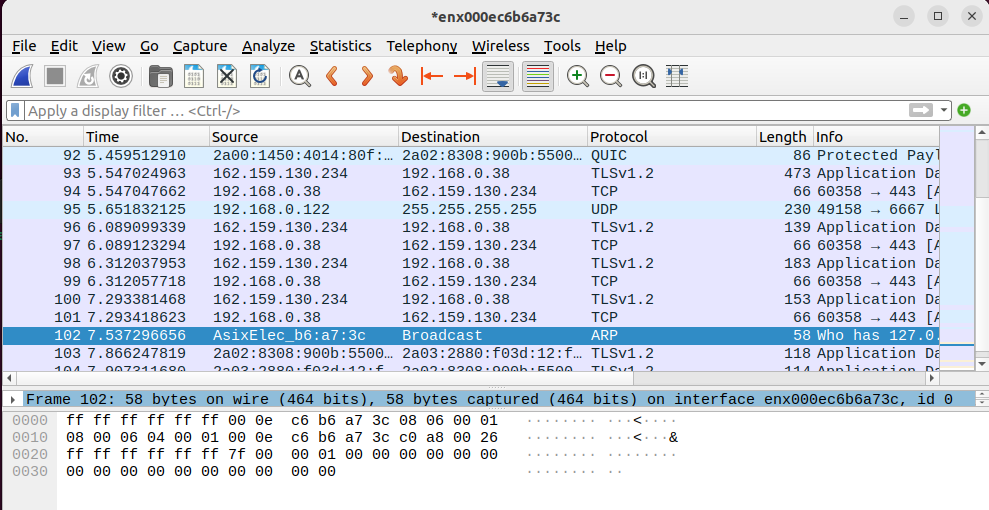 *enx000ec6b6a73c
File Edit View Go Capture Analyze Statistics Telephony Wireless Tools Help
Apply a display filter … <Ctrl-/>
No. Time Source Destination Protocol Length Info
92 5.459512910 2a00:1450:4014:80f:… 2a02:8308:900b:5500… QUIC 86 Protected Payl
93 5.547024963 162.159.130.234 192.168.0.38 TLSv1.2 473 Application Da
94 5.547047662 192.168.0.38 162.159.130.234 TCP 66 60358 → 443 [A
95 5.651832125 192.168.0.122 255.255.255.255 UDP 230 49158 → 6667 L
96 6.089099339 162.159.130.234 192.168.0.38 TLSv1.2 139 Application Da
97 6.089123294 192.168.0.38 162.159.130.234 TCP 66 60358 → 443 [A
98 6.312037953 162.159.130.234 192.168.0.38 TLSv1.2 183 Application Da
99 6.312057718 192.168.0.38 162.159.130.234 TCP 66 60358 → 443 [A
100 7.293381468 162.159.130.234 192.168.0.38 TLSv1.2 153 Application Da
101 7.293418623 192.168.0.38 162.159.130.234 TCP 66 60358 → 443 [A
102 7.537296656 AsixElec_b6:a7:3c Broadcast ARP 58 Who has 127.0.
103 7.866247819 2a02:8308:900b:5500… 2a03:2880:f03d:12:f… TLSv1.2 118 Application Da
104 7.907311680 2a03:2880:f03d:12:f… 2a02:8308:900b:5500… TLSv1.2 114 Application Da
Frame 102: 58 bytes on wire (464 bits), 58 bytes captured (464 bits) on interface enx000ec6b6a73c, id 0
0000 ff ff ff ff ff ff 00 0e c6 b6 a7 3c 08 06 00 01 ········ ···<····
0010 08 00 06 04 00 01 00 0e c6 b6 a7 3c c0 a8 00 26 ········ ···<···&
0020 ff ff ff ff ff ff 7f 00 00 01 00 00 00 00 00 00 ········ ········
0030 00 00 00 00 00 00 00 00 00 00 ········ ··